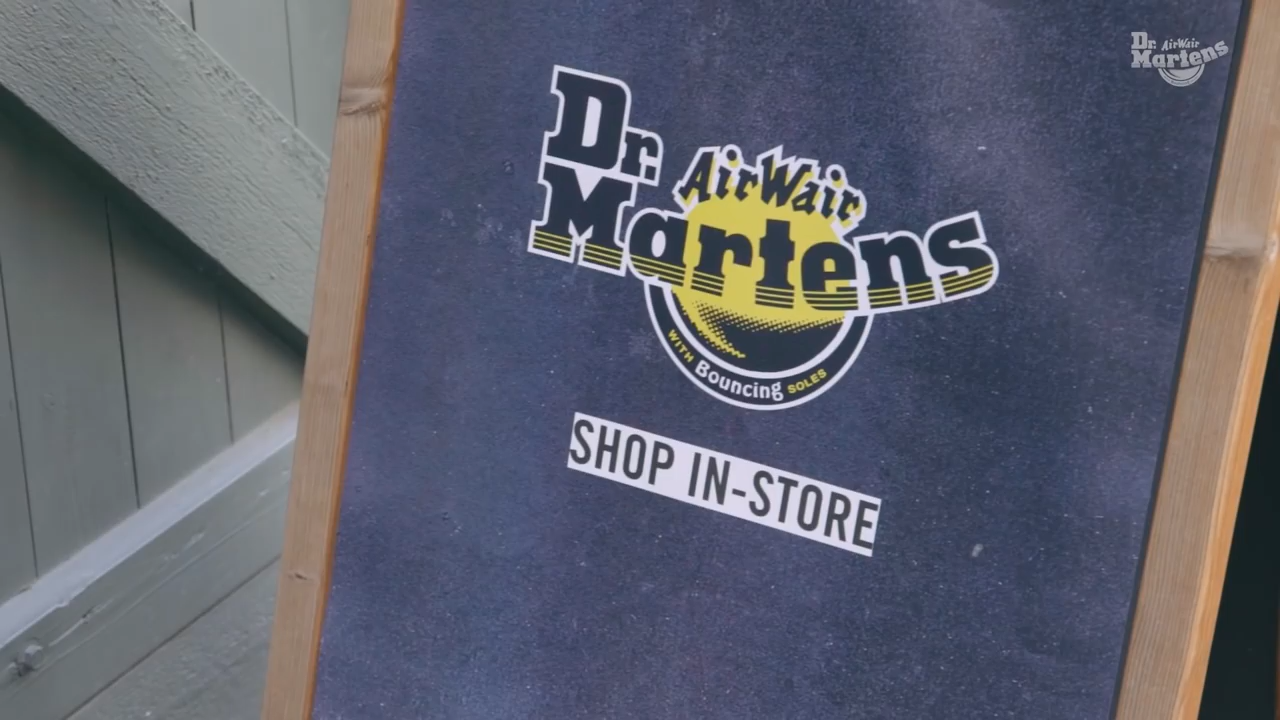 Dr.
AirWair
Martens
WITH Bouncing SOLES
SHOP IN-STORE
Dr. AirWair
Martens